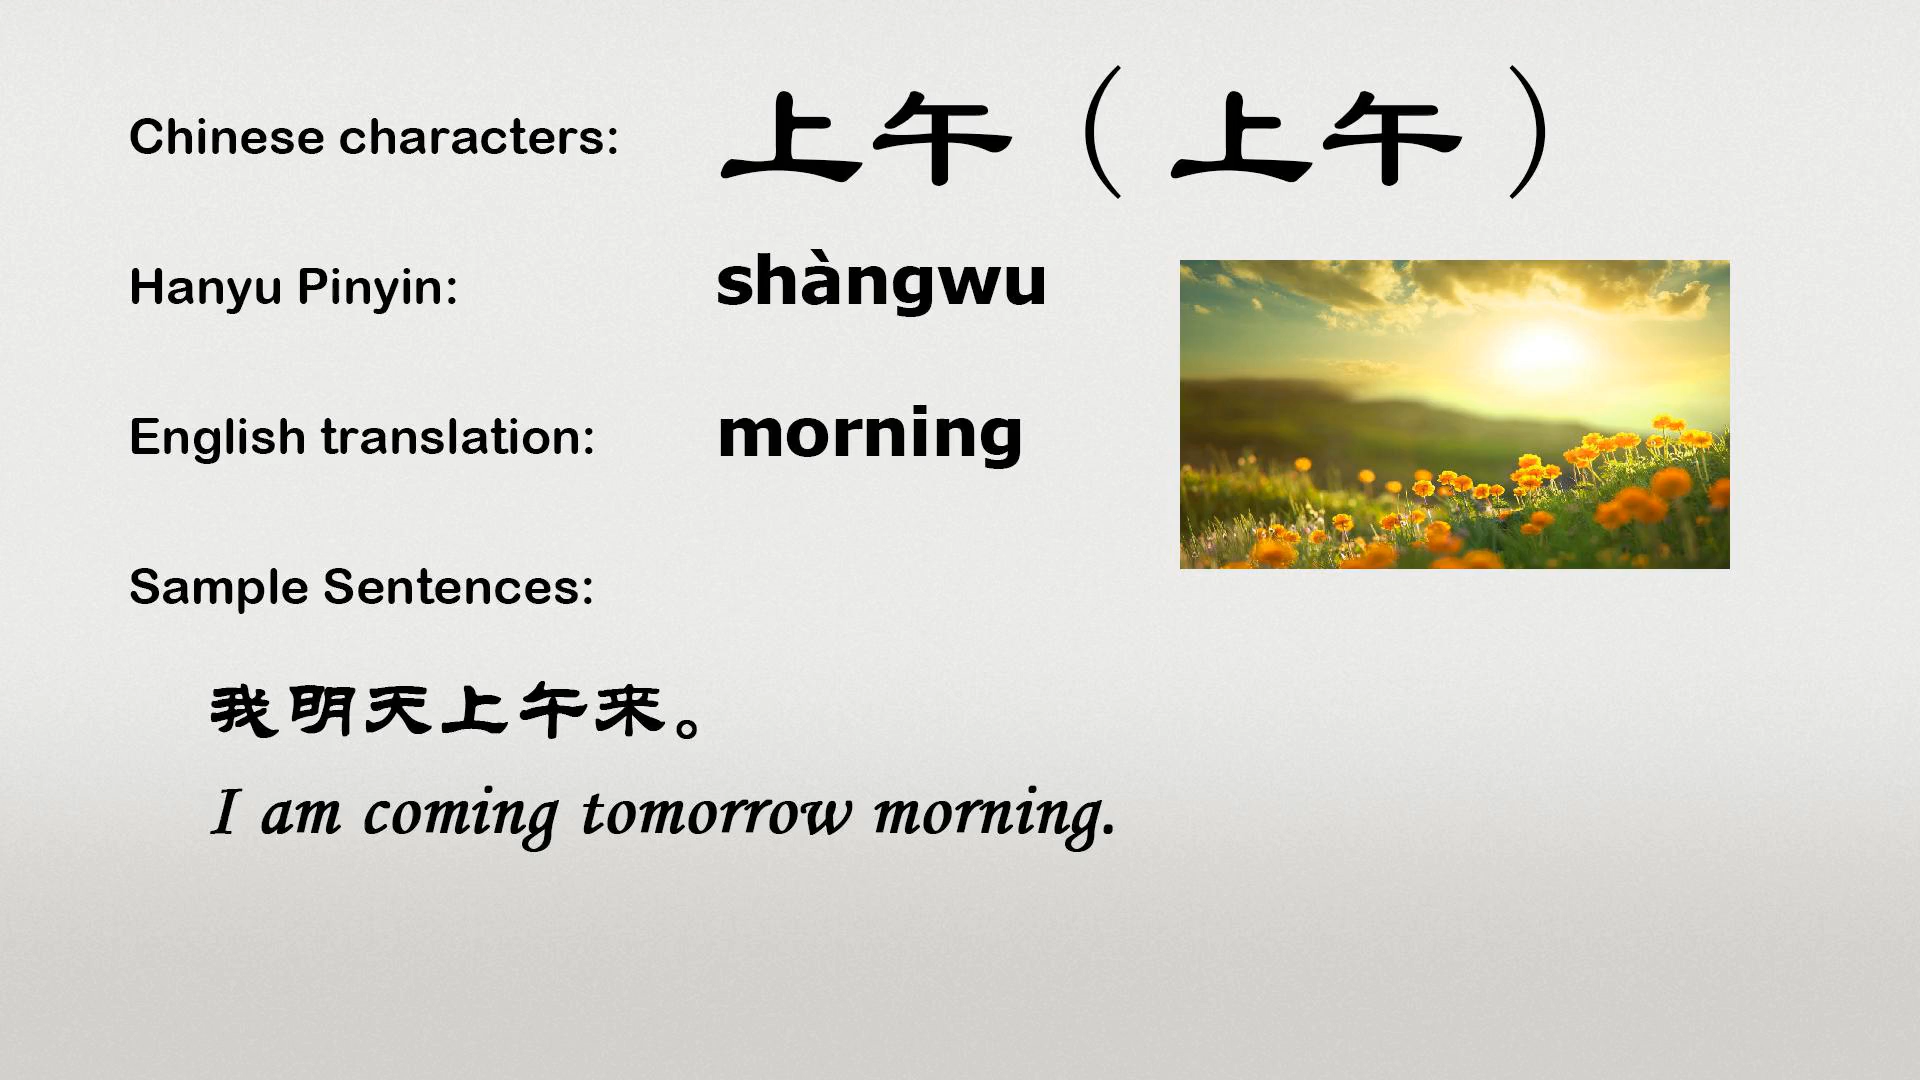 Chinese characters: 上午（上午）
Hanyu Pinyin: shàngwu
English translation: morning
Sample Sentences:
我明天上午来。
I am coming tomorrow morning.